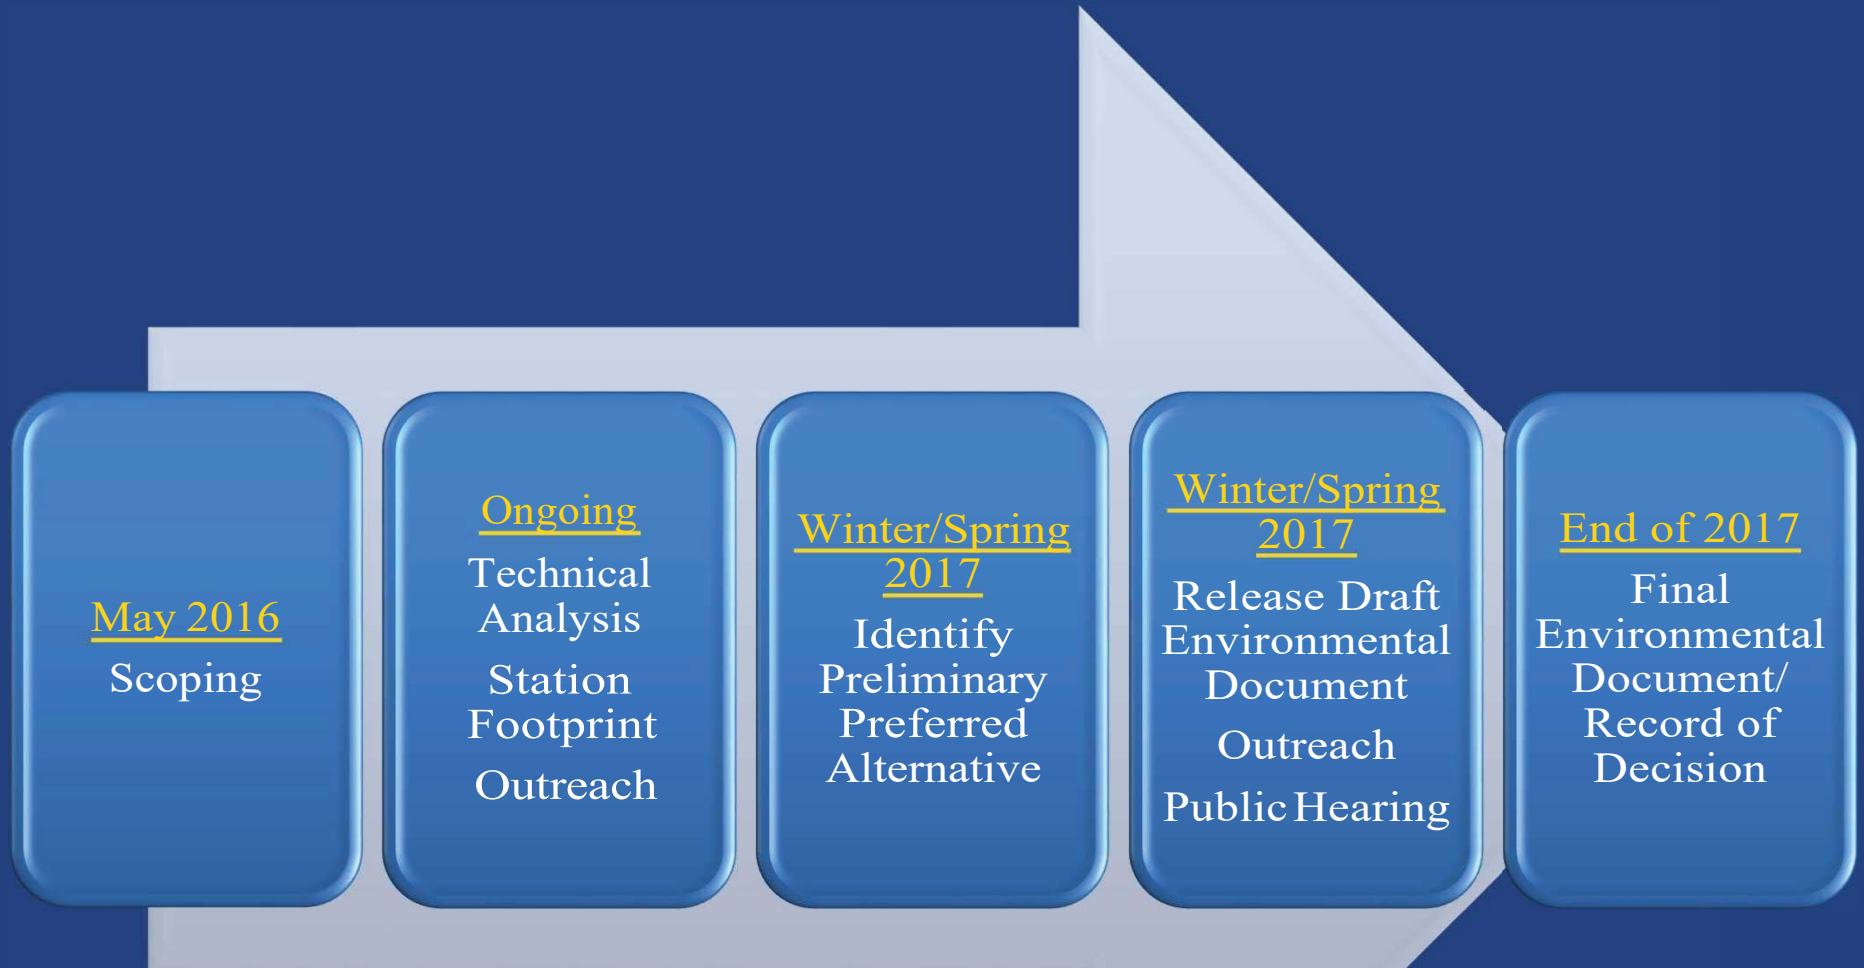 May 2016
Scoping
Ongoing
Technical
Analysis
Station
Footprint
Outreach
Winter/Spring
2017
Identify
Preliminary
Preferred
Alternative
Winter/Spring
2017
Release Draft
Environmental
Document
Outreach
Public Hearing
End of 2017
Final
Environmental
Document/
Record of
Decision